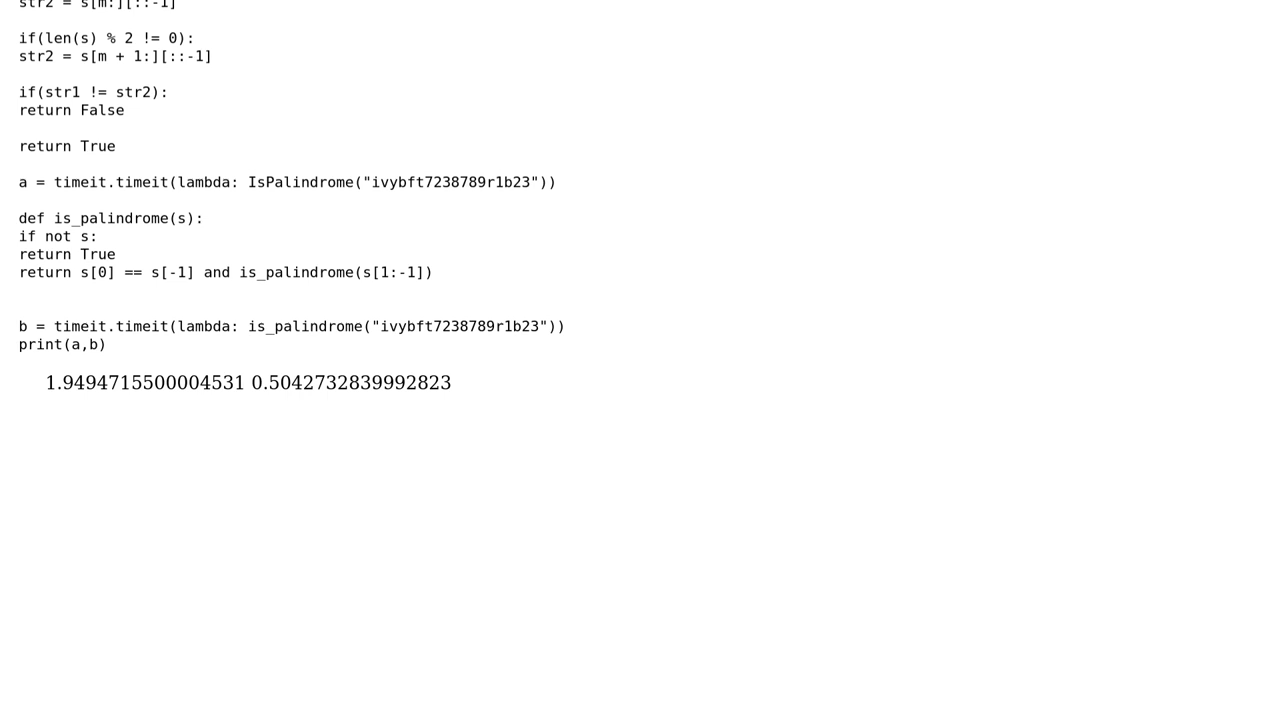 str2 = s[m:][::-1]
if(len(s) % 2 != 0):
str2 = s[m + 1:][::-1]
if(str1 != str2):
return False
return True
a = timeit.timeit(lambda: IsPalindrome("ivybft7238789r1b23"))
def is_palindrome(s):
if not s:
return True
return s[0] == s[-1] and is_palindrome(s[1:-1])
b = timeit.timeit(lambda: is_palindrome("ivybft7238789r1b23"))
print(a,b)
1.9494715500004531 0.5042732839992823